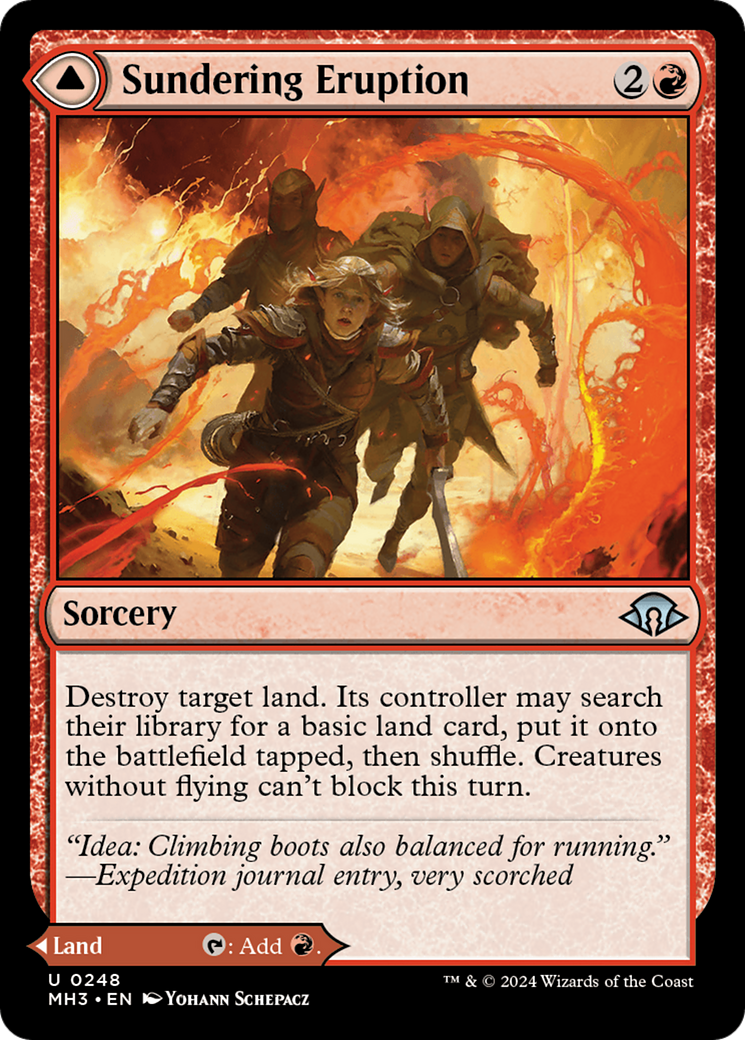 Sundering Eruption 2
Sorcery
Destroy target land. Its controller may search
their library for a basic land card, put it onto
the battlefield tapped, then shuffle. Creatures
without flying can't block this turn.
“Idea: Climbing boots also balanced for running.”
—Expedition journal entry, very scorched
Land : Add .
U 0248
MH3 • EN Yohann Schepacz
™ & © 2024 Wizards of the Coast